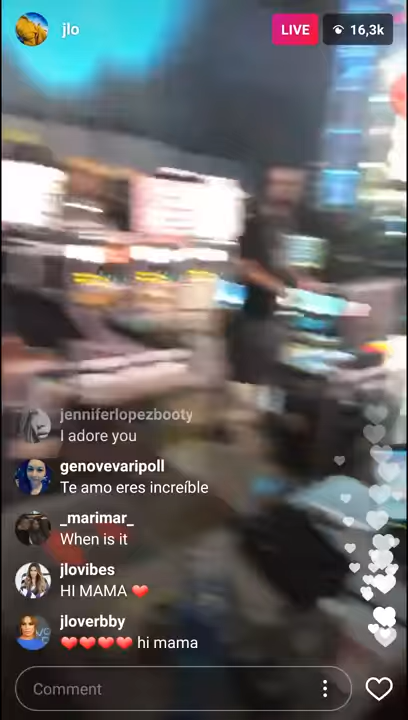 jlo
LIVE
16,3k
jenniferlopezbooty
I adore you
genovevaripoll
Te amo eres increíble
_marimar_
When is it
jlovibes
HI MAMA ❤️
jloverbby
❤️❤️❤️❤️ hi mama
Comment